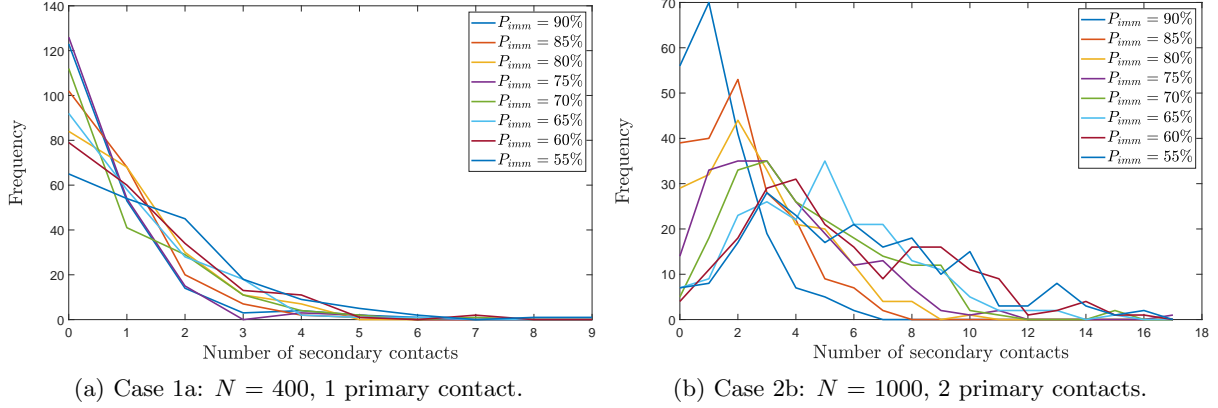 140
120
100
80
60
40
20
0
Frequency
0 1 2 3 4 5 6 7 8 9
Number of secondary contacts
P_imm = 90%
P_imm = 85%
P_imm = 80%
P_imm = 75%
P_imm = 70%
P_imm = 65%
P_imm = 60%
P_imm = 55%
(a) Case 1a: N = 400, 1 primary contact.
70
60
50
40
30
20
10
0
Frequency
0 2 4 6 8 10 12 14 16 18
Number of secondary contacts
P_imm = 90%
P_imm = 85%
P_imm = 80%
P_imm = 75%
P_imm = 70%
P_imm = 65%
P_imm = 60%
P_imm = 55%
(b) Case 2b: N = 1000, 2 primary contacts.